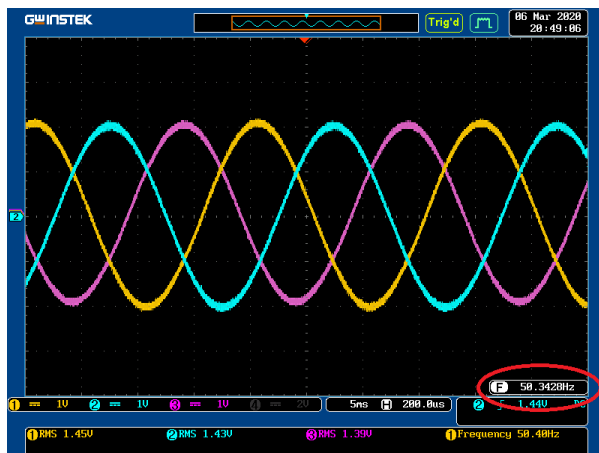 GWINSTEK
Trig'd
06 Mar 2020
20:49:06
2
F 50.3428Hz
1 1V 2 1V 3 1V 4 2V 5ms H 200.0us 2 1.44V DC
1 RMS 1.45V 2 RMS 1.43V 3 RMS 1.39V 1 Frequency 50.40Hz